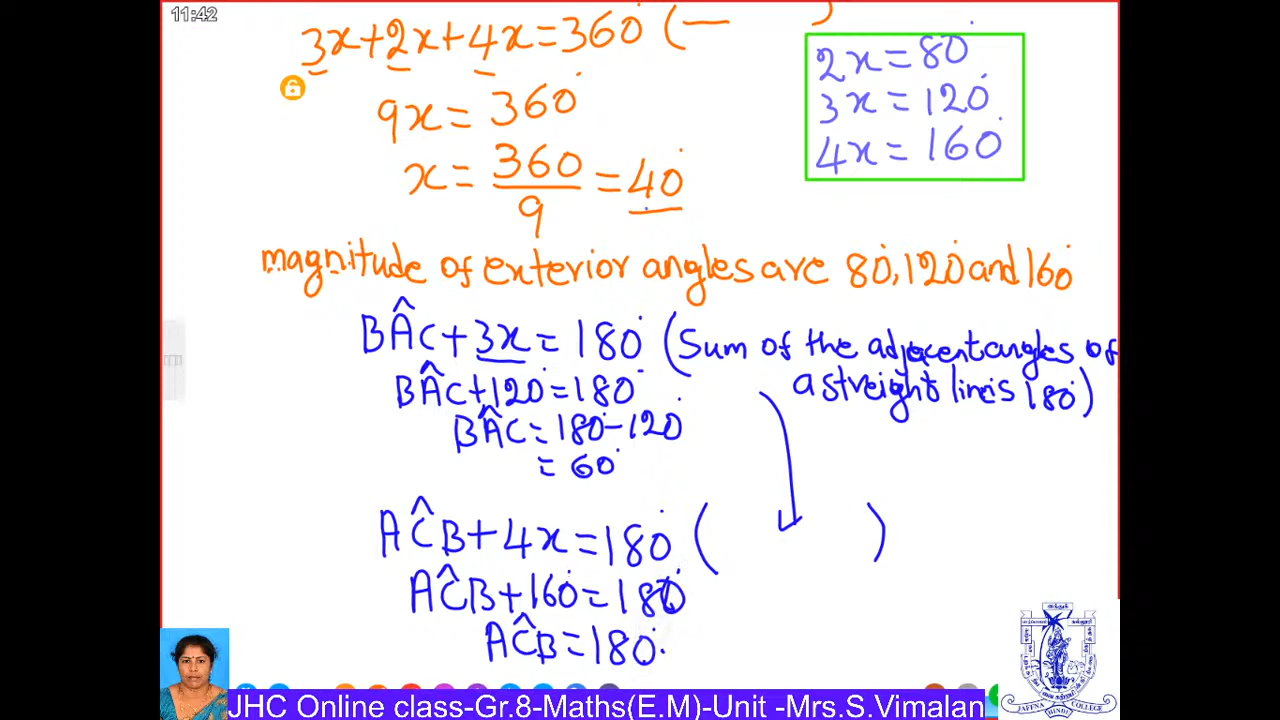 11:42
3x+2x+4x=360° ( — )
9x = 360°
x = 360/9 = 40°
2x = 80°
3x = 120°
4x = 160°
magnitude of exterior angles are 80°, 120° and 160°
BÂC + 3x = 180° (Sum of the adjacent angles of
a streight line is 180°)
BÂC + 120° = 180°
BÂC = 180° - 120°
= 60°
AĈB + 4x = 180° ( )
AĈB + 160° = 180°
AĈB = 180°
JHC Online class-Gr.8-Maths(E.M)-Unit -Mrs.S.Vimalan